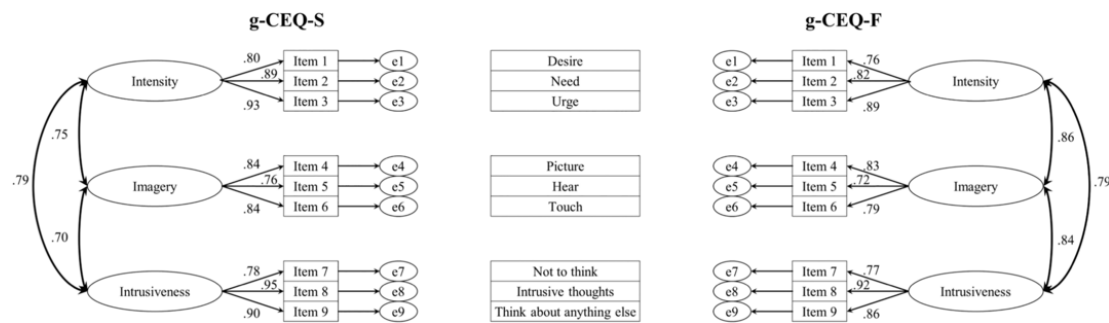 g-CEQ-S
g-CEQ-F
.80
Item 1
e1
Desire
e1
Item 1
.76
Intensity
.89
Item 2
e2
Need
e2
Item 2
.82
Intensity
.93
Item 3
e3
Urge
e3
Item 3
.89
.75
.86
.84
Item 4
e4
Picture
e4
Item 4
.83
.79
Imagery
.76
Item 5
e5
Hear
e5
Item 5
.72
Imagery
.79
.84
Item 6
e6
Touch
e6
Item 6
.79
.70
.84
.78
Item 7
e7
Not to think
e7
Item 7
.77
Intrusiveness
.95
Item 8
e8
Intrusive thoughts
e8
Item 8
.92
Intrusiveness
.90
Item 9
e9
Think about anything else
e9
Item 9
.86